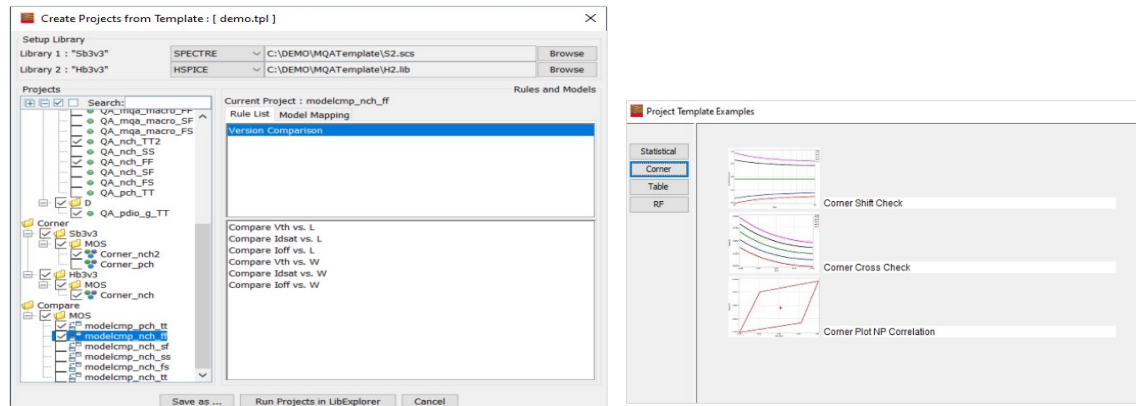 Create Projects from Template : [ demo.tpl ]
Setup Library
Library 1 : "Sb3v3" SPECTRE C:\DEMO\MQATemplate\S2.scs Browse
Library 2 : "Hb3v3" HSPICE C:\DEMO\MQATemplate\H2.lib Browse
Projects
Search:
QA_mqa_macro_FF
QA_mqa_macro_SF
QA_mqa_macro_FS
QA_nch_TT2
QA_nch_SS
QA_nch_FF
QA_nch_SF
QA_nch_FS
QA_pch_TT
D
QA_pdio_g_TT
Corner
Sb3v3
MOS
Corner_nch2
Corner_pch
Hb3v3
MOS
Corner_nch
Compare
MOS
modelcmp_pch_tt
modelcmp_nch_ff
modelcmp_nch_sf
modelcmp_nch_ss
modelcmp_nch_fs
modelcmp_nch_tt
Rules and Models
Current Project : modelcmp_nch_ff
Rule List Model Mapping
Version Comparison
Compare Vth vs. L
Compare Idsat vs. L
Compare Ioff vs. L
Compare Vth vs. W
Compare Idsat vs. W
Compare Ioff vs. W
Save as ... Run Projects in LibExplorer Cancel
Project Template Examples
Statistical
Corner
Table
RF
Corner Shift Check
Corner Cross Check
Corner Plot NP Correlation